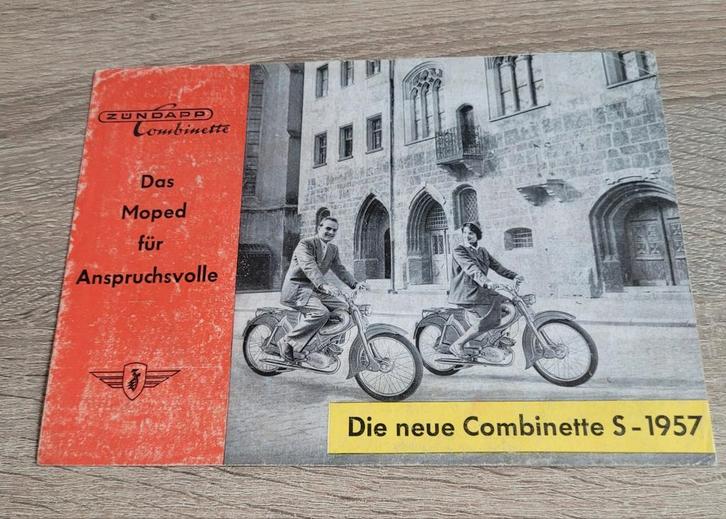 ZÜNDAPP
Combinette
Das
Moped
für
Anspruchsvolle
Die neue Combinette S-1957